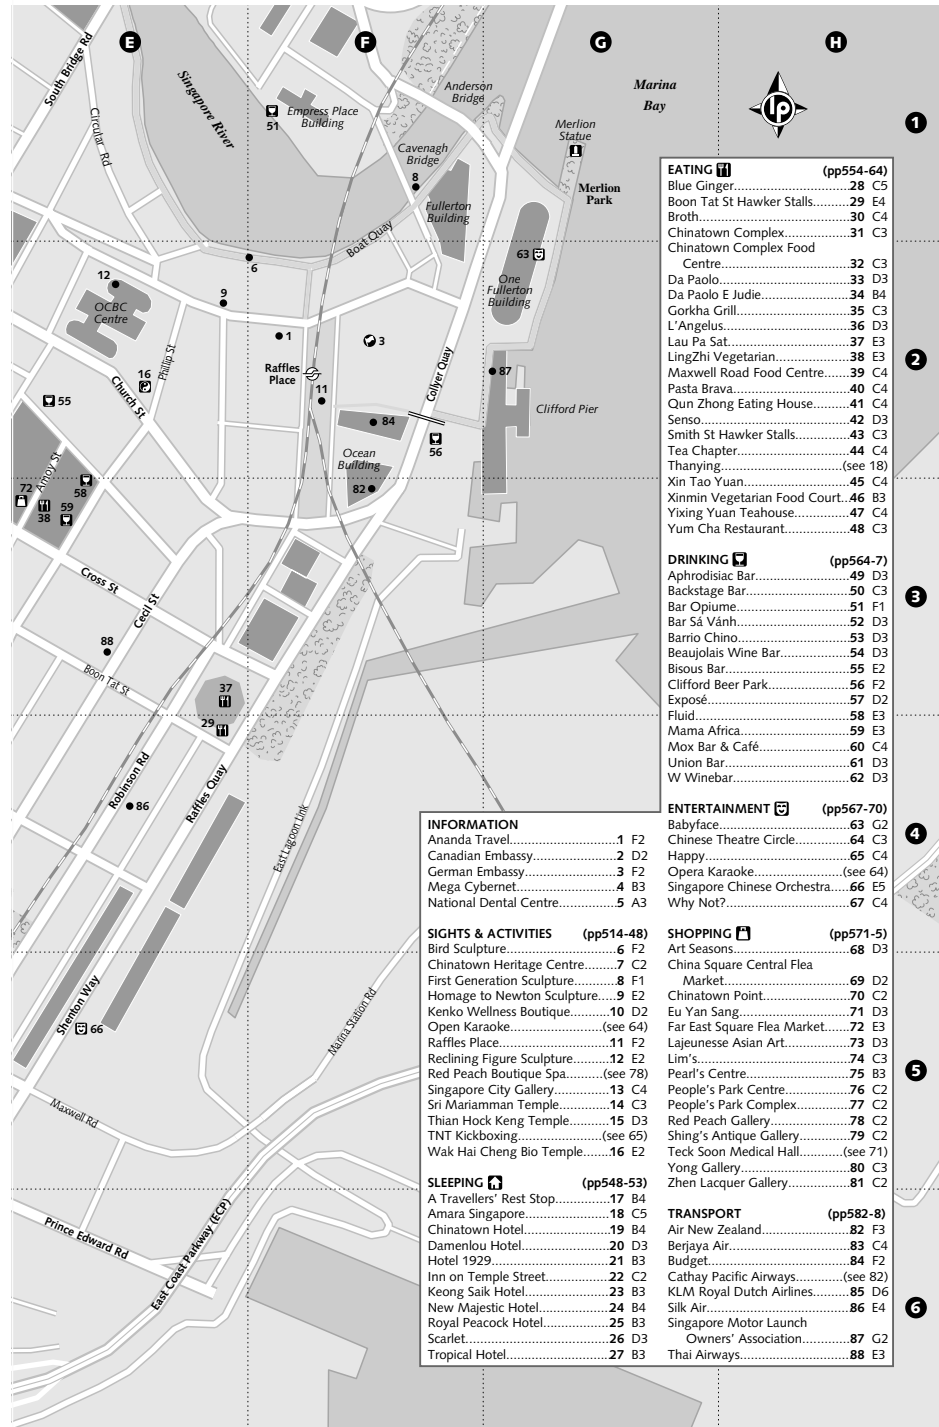 E
F
G
H
1
2
3
4
5
6
South Bridge Rd
Circular Rd
Singapore River
51
Empress Place
Building
Anderson
Bridge
Marina
Bay
lp
Merlion
Statue
Cavenagh
Bridge
8
Merlion
Park
Fullerton
Building
Boat Quay
6
63
One
Fullerton
Building
12
OCBC
Centre
9
1
3
Phillip St
16
Raffles
Place
11
Collyer Quay
87
Church St
55
84
Clifford Pier
56
Ocean
Building
82
Amoy St
72
58
38
59
Cross St
Cecil St
88
Boon Tat St
37
29
Robinson Rd
Raffles Quay
86
East Lagoon Link
Shenton Way
66
Marina Station Rd
Maxwell Rd
Prince Edward Rd
East Coast Parkway (ECP)
INFORMATION
Ananda Travel 1 F2
Canadian Embassy 2 D2
German Embassy 3 F2
Mega Cybernet 4 B3
National Dental Centre 5 A3
SIGHTS & ACTIVITIES (pp514-48)
Bird Sculpture 6 F2
Chinatown Heritage Centre 7 C2
First Generation Sculpture 8 F1
Homage to Newton Sculpture 9 E2
Kenko Wellness Boutique 10 D2
Open Karaoke (see 64)
Raffles Place 11 F2
Reclining Figure Sculpture 12 E2
Red Peach Boutique Spa (see 78)
Singapore City Gallery 13 C4
Sri Mariamman Temple 14 C3
Thian Hock Keng Temple 15 D3
TNT Kickboxing (see 65)
Wak Hai Cheng Bio Temple 16 E2
SLEEPING (pp548-53)
A Travellers' Rest Stop 17 B4
Amara Singapore 18 C5
Chinatown Hotel 19 B4
Damenlou Hotel 20 D3
Hotel 1929 21 B3
Inn on Temple Street 22 C2
Keong Saik Hotel 23 B3
New Majestic Hotel 24 B4
Royal Peacock Hotel 25 B3
Scarlet 26 D3
Tropical Hotel 27 B3
EATING (pp554-64)
Blue Ginger 28 C5
Boon Tat St Hawker Stalls 29 E4
Broth 30 C4
Chinatown Complex 31 C3
Chinatown Complex Food
Centre 32 C3
Da Paolo 33 D3
Da Paolo E Judie 34 B4
Gorkha Grill 35 C3
L'Angelus 36 D3
Lau Pa Sat 37 E3
LingZhi Vegetarian 38 E3
Maxwell Road Food Centre 39 C4
Pasta Brava 40 C4
Qun Zhong Eating House 41 C4
Senso 42 D3
Smith St Hawker Stalls 43 C3
Tea Chapter 44 C4
Thanying (see 18)
Xin Tao Yuan 45 C4
Xinmin Vegetarian Food Court 46 B3
Yixing Yuan Teahouse 47 C4
Yum Cha Restaurant 48 C3
DRINKING (pp564-7)
Aphrodisiac Bar 49 D3
Backstage Bar 50 C3
Bar Opiume 51 F1
Bar Sá Vánh 52 D3
Barrio Chino 53 D3
Beaujolais Wine Bar 54 D3
Bisous Bar 55 E2
Clifford Beer Park 56 F2
Exposé 57 D2
Fluid 58 E3
Mama Africa 59 E3
Mox Bar & Café 60 C4
Union Bar 61 D3
W Winebar 62 D3
ENTERTAINMENT (pp567-70)
Babyface 63 G2
Chinese Theatre Circle 64 C3
Happy 65 C4
Opera Karaoke (see 64)
Singapore Chinese Orchestra 66 E5
Why Not? 67 C4
SHOPPING (pp571-5)
Art Seasons 68 D3
China Square Central Flea
Market 69 D2
Chinatown Point 70 C2
Eu Yan Sang 71 D3
Far East Square Flea Market 72 E3
Lajeunesse Asian Art 73 D3
Lim's 74 C3
Pearl's Centre 75 B3
People's Park Centre 76 C2
People's Park Complex 77 C2
Red Peach Gallery 78 C2
Shing's Antique Gallery 79 C2
Teck Soon Medical Hall (see 71)
Yong Gallery 80 C3
Zhen Lacquer Gallery 81 C2
TRANSPORT (pp582-8)
Air New Zealand 82 F3
Berjaya Air 83 C4
Budget 84 F2
Cathay Pacific Airways (see 82)
KLM Royal Dutch Airlines 85 D6
Silk Air 86 E4
Singapore Motor Launch
Owners' Association 87 G2
Thai Airways 88 E3